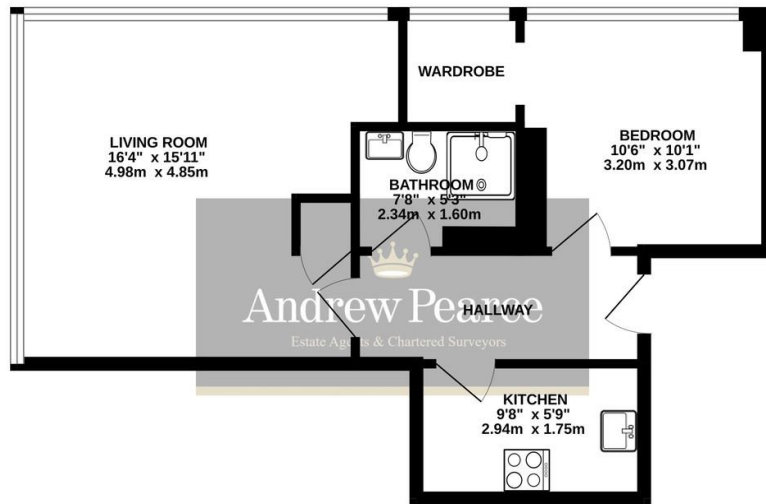 LIVING ROOM
16'4" x 15'11"
4.98m x 4.85m
WARDROBE
BEDROOM
10'6" x 10'1"
3.20m x 3.07m
BATHROOM
7'8" x 5'3"
2.34m x 1.60m
Andrew Pearce
Estate Agents & Chartered Surveyors
HALLWAY
KITCHEN
9'8" x 5'9"
2.94m x 1.75m